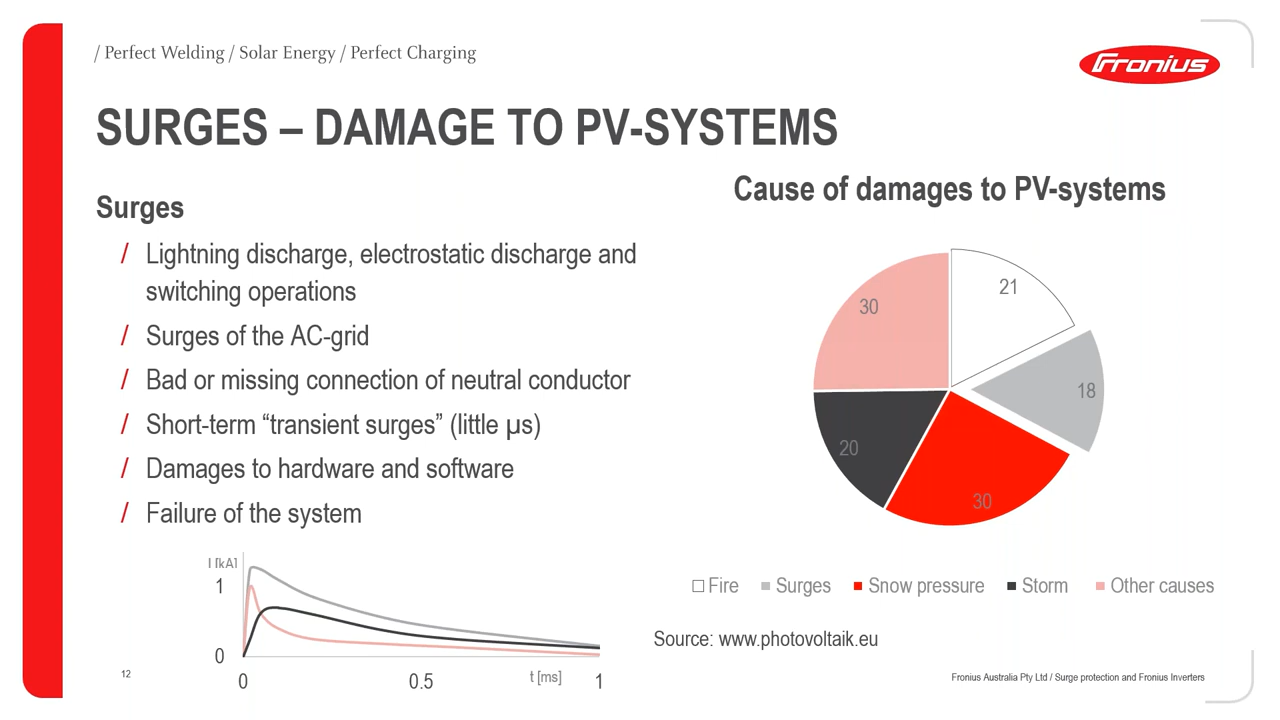 / Perfect Welding / Solar Energy / Perfect Charging
Fronius
SURGES – DAMAGE TO PV-SYSTEMS
Surges
/ Lightning discharge, electrostatic discharge and
switching operations
/ Surges of the AC-grid
/ Bad or missing connection of neutral conductor
/ Short-term “transient surges” (little µs)
/ Damages to hardware and software
/ Failure of the system
I [kA]
1
0
0
0.5
t [ms]
1
Cause of damages to PV-systems
21
18
30
20
30
Fire Surges Snow pressure Storm Other causes
Source: www.photovoltaik.eu
12
Fronius Australia Pty Ltd / Surge protection and Fronius Inverters